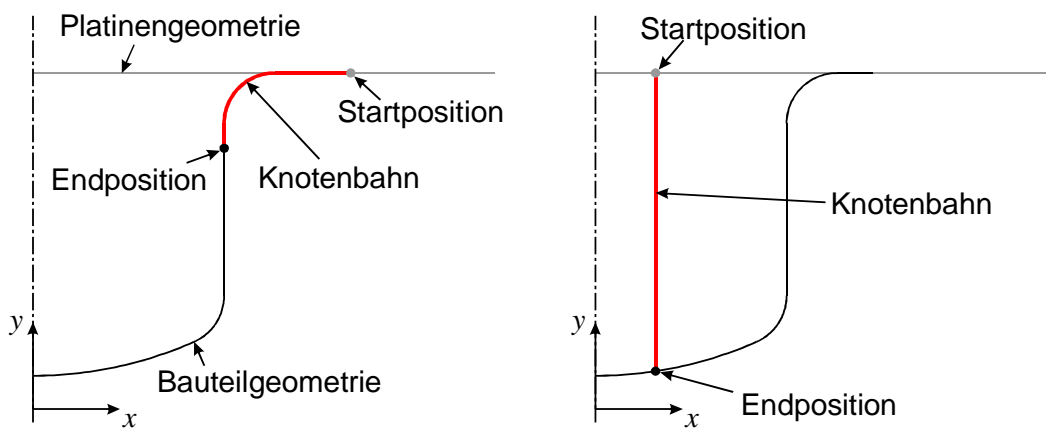 Platinengeometrie
Startposition
Endposition
Knotenbahn
y
Bauteilgeometrie
x
Startposition
Knotenbahn
y
Endposition
x